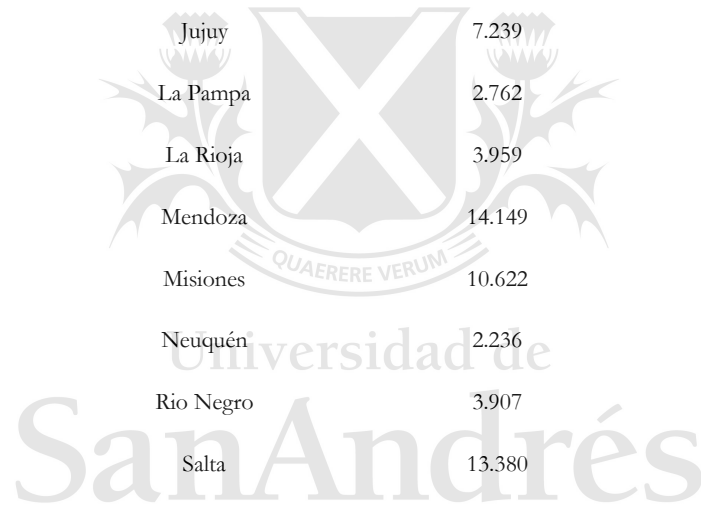 Jujuy 7.239
La Pampa 2.762
La Rioja 3.959
Mendoza 14.149
QUAERERE VERUM
Misiones 10.622
Neuquén 2.236
Universidad de
Rio Negro 3.907
SanAndrés
Salta 13.380